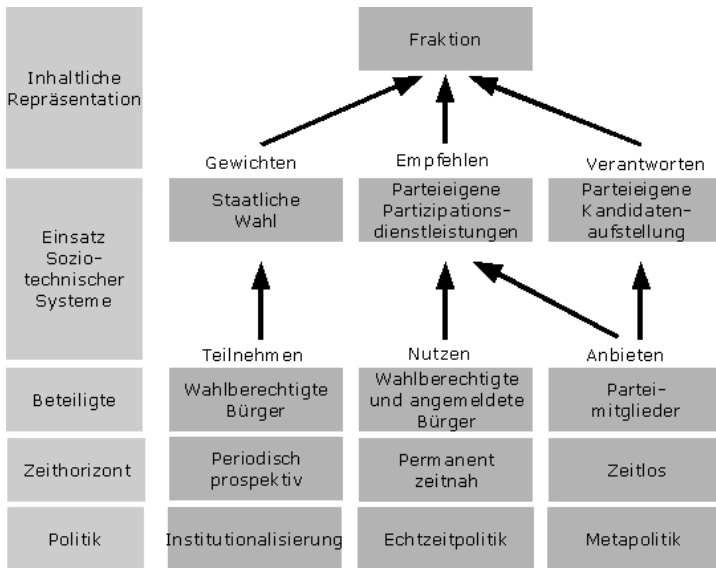 Fraktion
Inhaltliche
Repräsentation
Gewichten
Empfehlen
Verantworten
Einsatz
Sozio-
technischer
Systeme
Staatliche
Wahl
Parteieigene
Partizipations-
dienstleistungen
Parteieigene
Kandidaten-
aufstellung
Teilnehmen
Nutzen
Anbieten
Beteiligte
Wahlberechtigte
Bürger
Wahlberechtigte
und angemeldete
Bürger
Partei-
mitglieder
Zeithorizont
Periodisch
prospektiv
Permanent
zeitnah
Zeitlos
Politik
Institutionalisierung
Echtzeitpolitik
Metapolitik